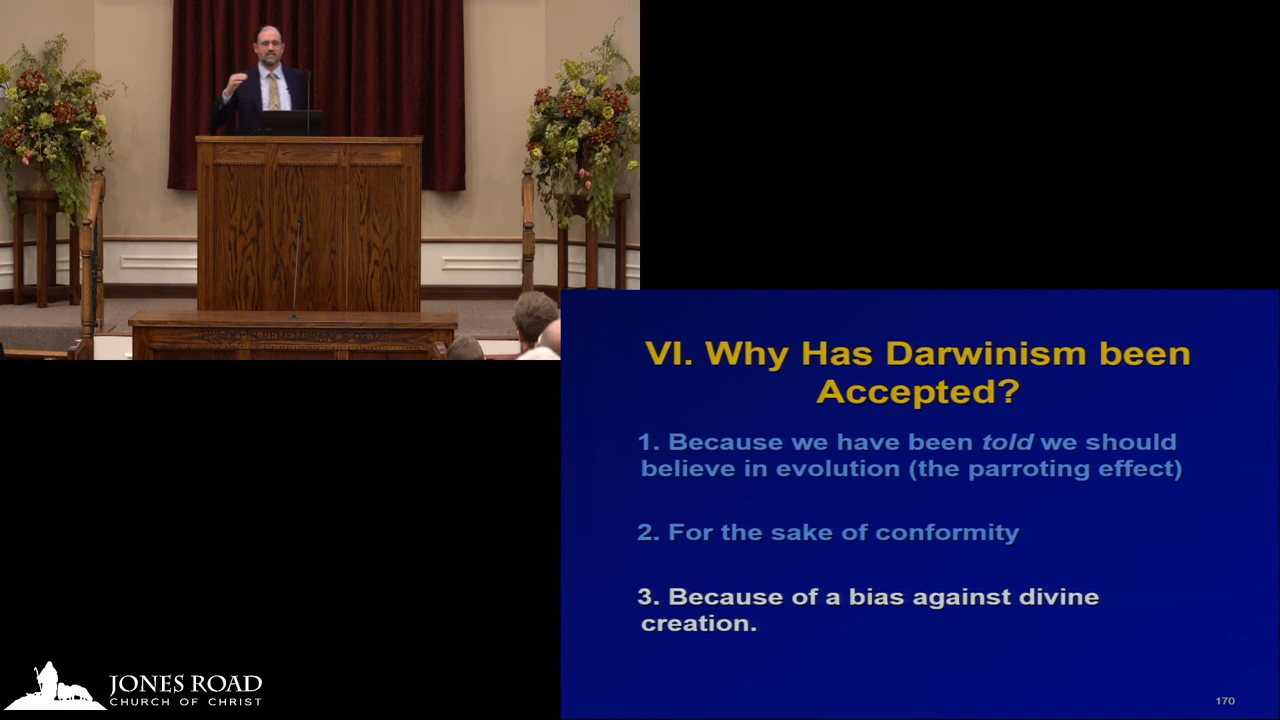 VI. Why Has Darwinism been
Accepted?
1. Because we have been told we should
believe in evolution (the parroting effect)
2. For the sake of conformity
3. Because of a bias against divine
creation.
170
JONES ROAD
CHURCH OF CHRIST